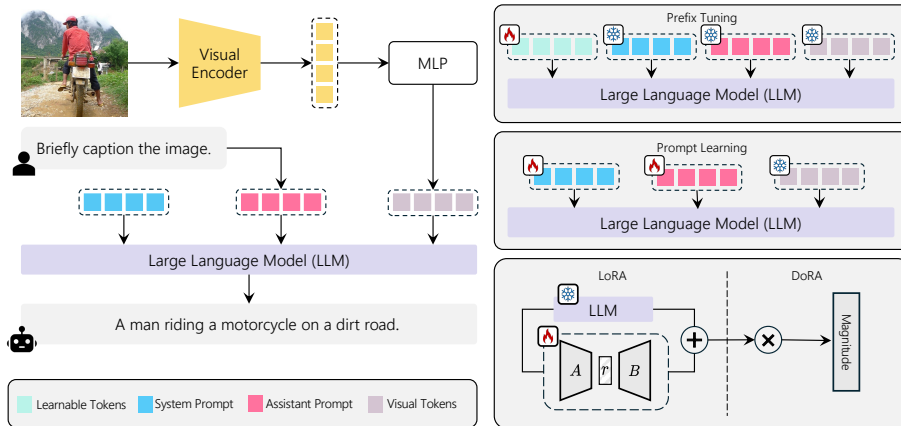 Visual
Encoder
MLP
Briefly caption the image.
Large Language Model (LLM)
A man riding a motorcycle on a dirt road.
Learnable Tokens
System Prompt
Assistant Prompt
Visual Tokens
Prefix Tuning
Large Language Model (LLM)
Prompt Learning
Large Language Model (LLM)
LoRA
DoRA
LLM
A
r
B
Magnitude